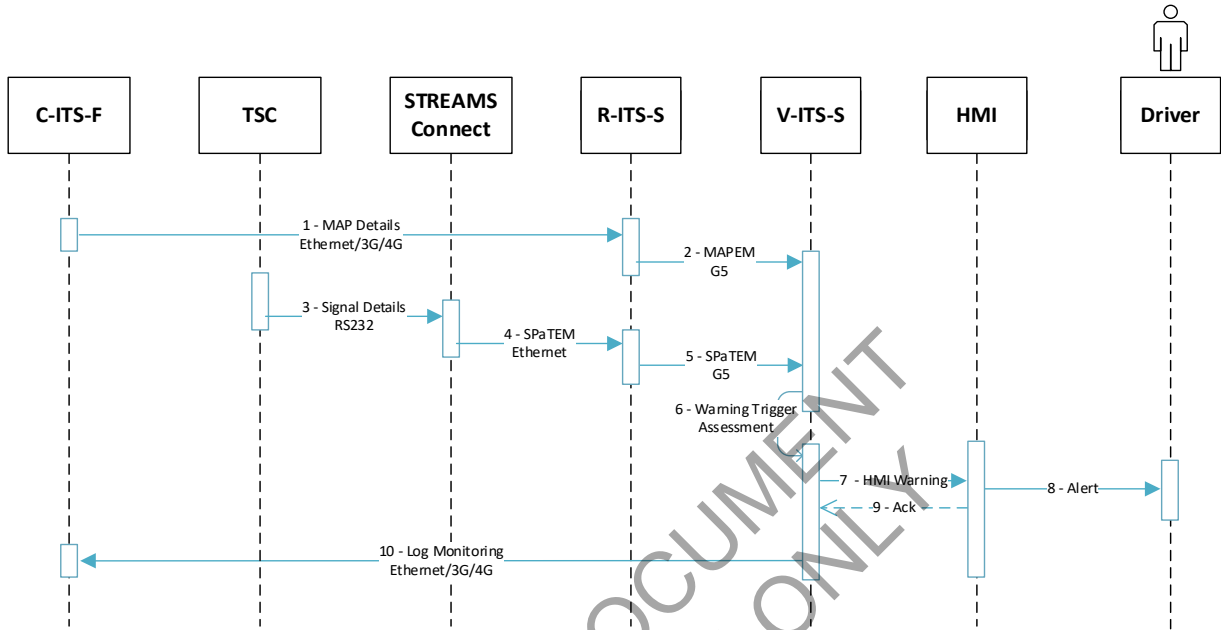 C-ITS-F
TSC
STREAMS
Connect
R-ITS-S
V-ITS-S
HMI
Driver
1 - MAP Details
Ethernet/3G/4G
2 - MAPEM
G5
3 - Signal Details
RS232
4 - SPaTEM
Ethernet
5 - SPaTEM
G5
6 - Warning Trigger
Assessment
7 - HMI Warning
8 - Alert
9 - Ack
10 - Log Monitoring
Ethernet/3G/4G
DOCUMENT
ONLY